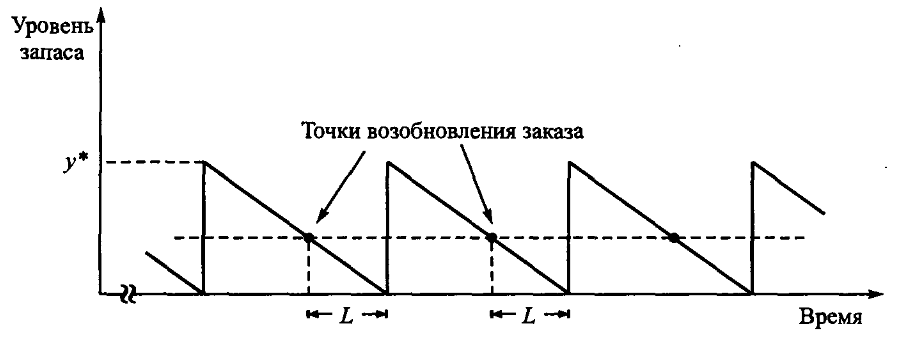 Уровень
запаса
Точки возобновления заказа
y*
L
L
Время